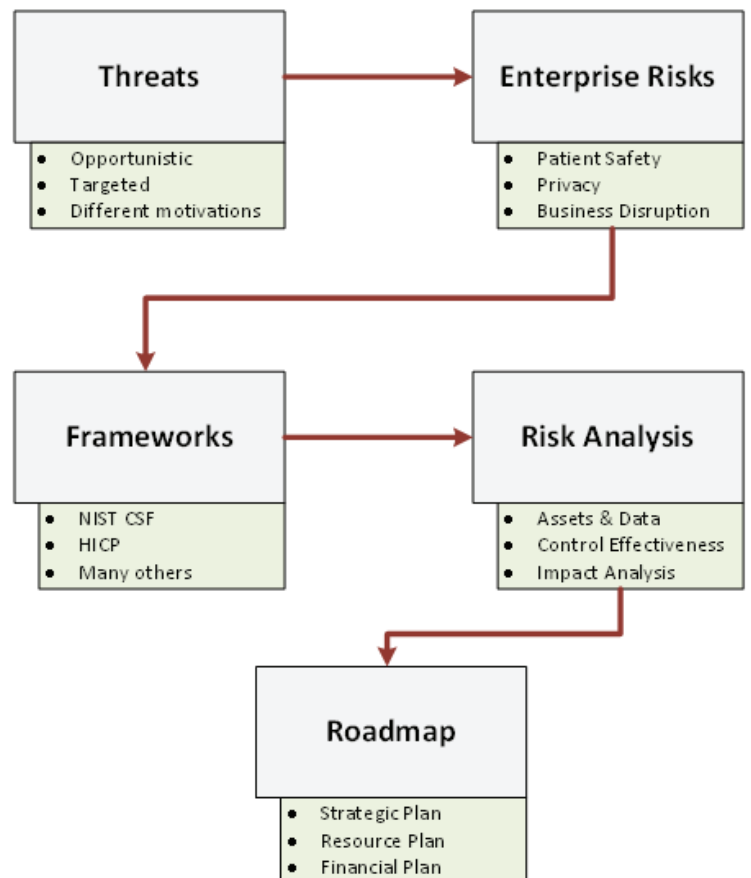 Threats
• Opportunistic
• Targeted
• Different motivations
Enterprise Risks
• Patient Safety
• Privacy
• Business Disruption
Frameworks
• NIST CSF
• HICP
• Many others
Risk Analysis
• Assets & Data
• Control Effectiveness
• Impact Analysis
Roadmap
• Strategic Plan
• Resource Plan
• Financial Plan